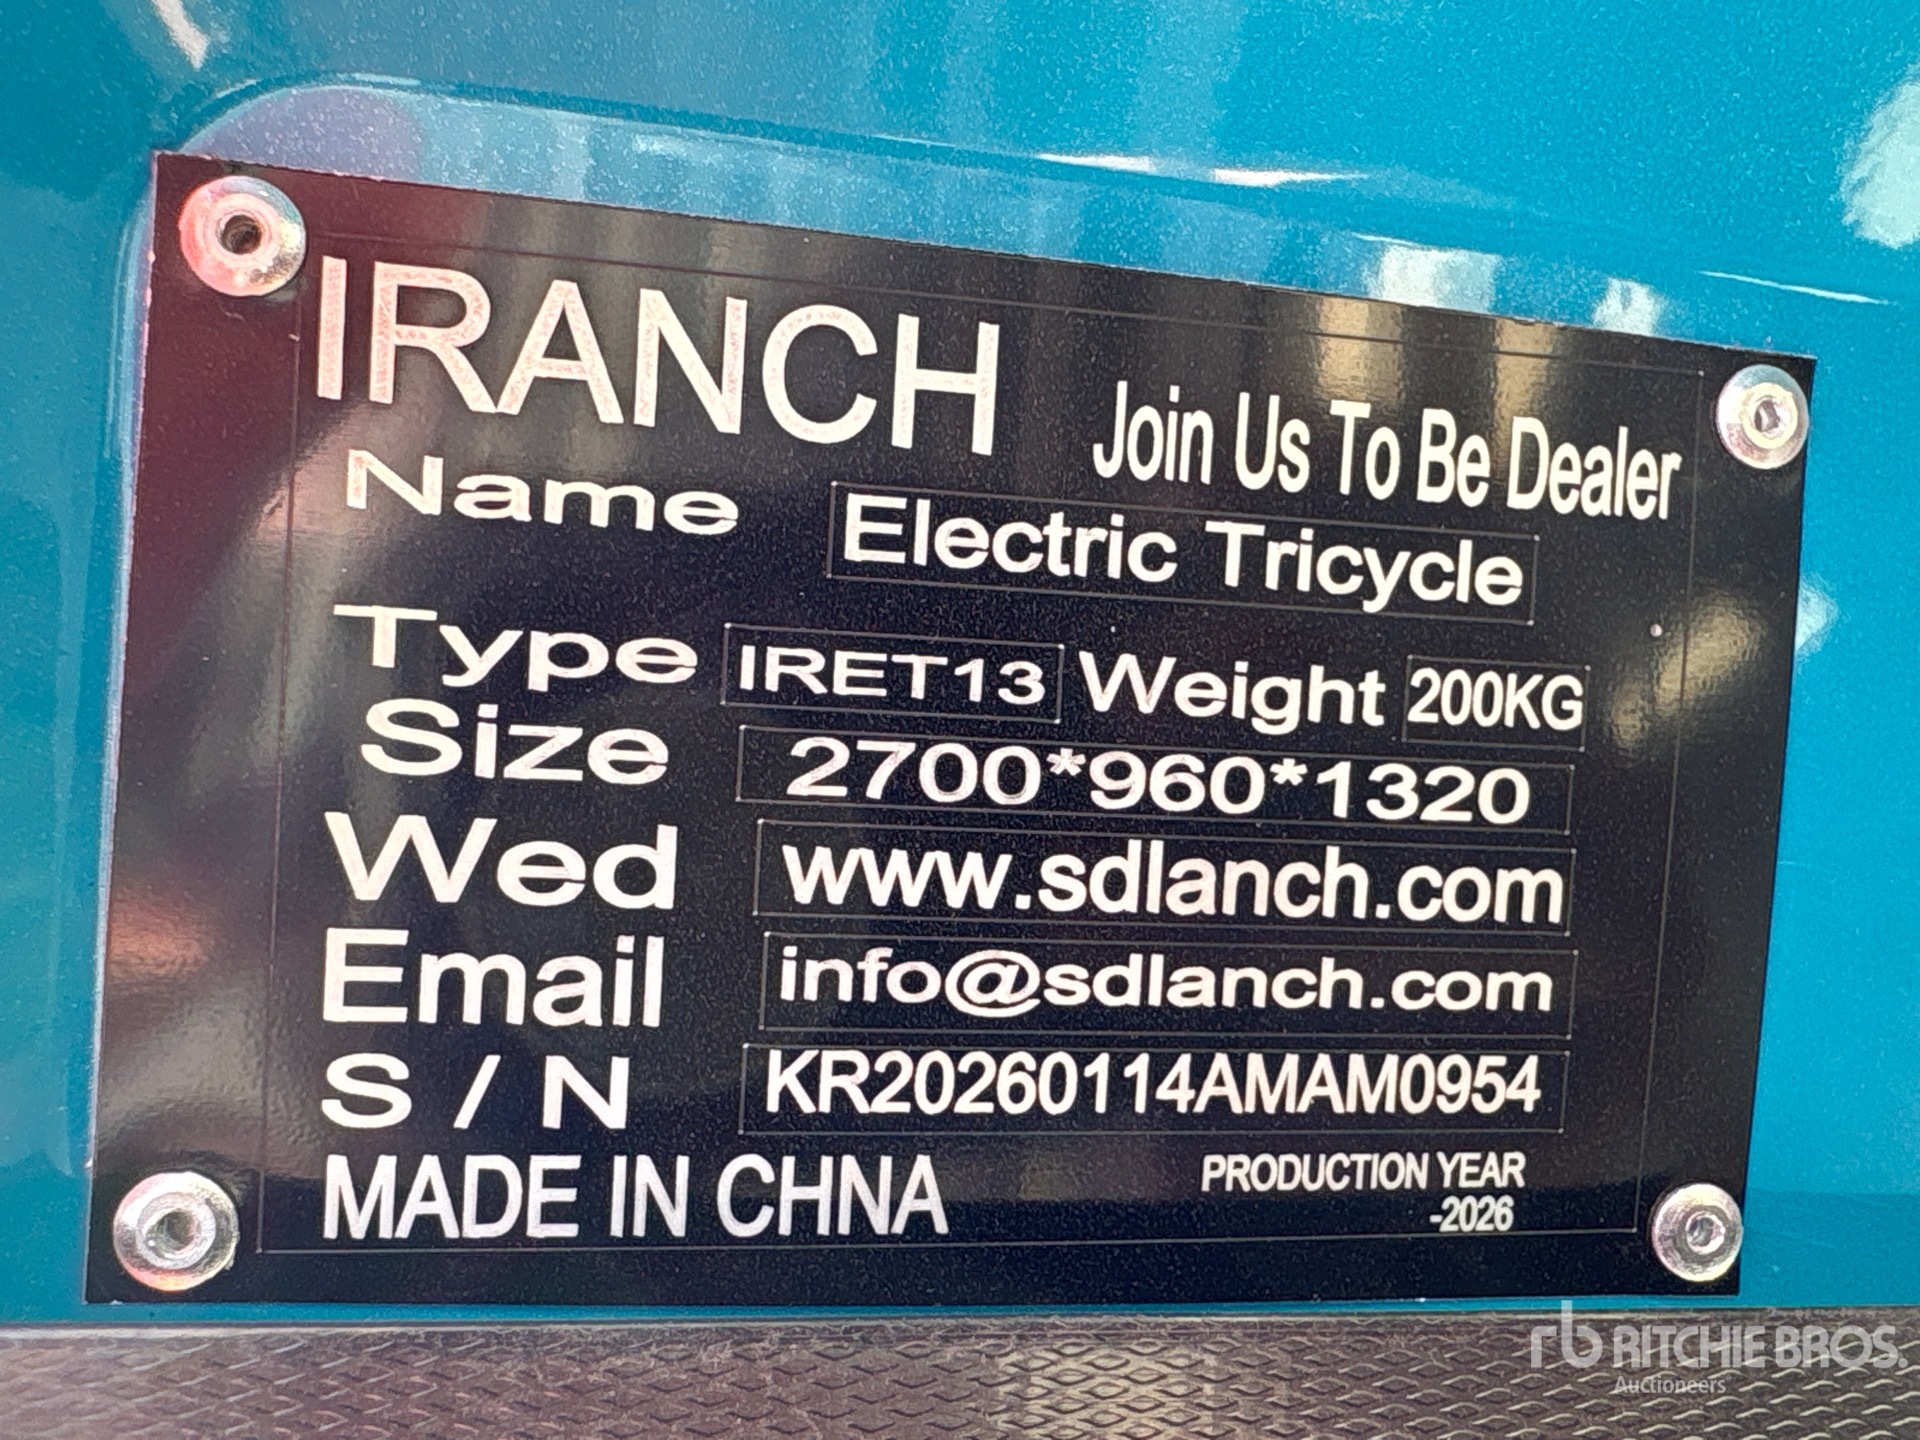 IRANCH
Join Us To Be Dealer
Name Electric Tricycle
Type IRET13 Weight 200KG
Size 2700*960*1320
Wed www.sdlanch.com
Email info@sdlanch.com
S / N KR20260114AMAM0954
MADE IN CHNA
PRODUCTION YEAR
-2026
rb RITCHIE BROS.
Auctioneers